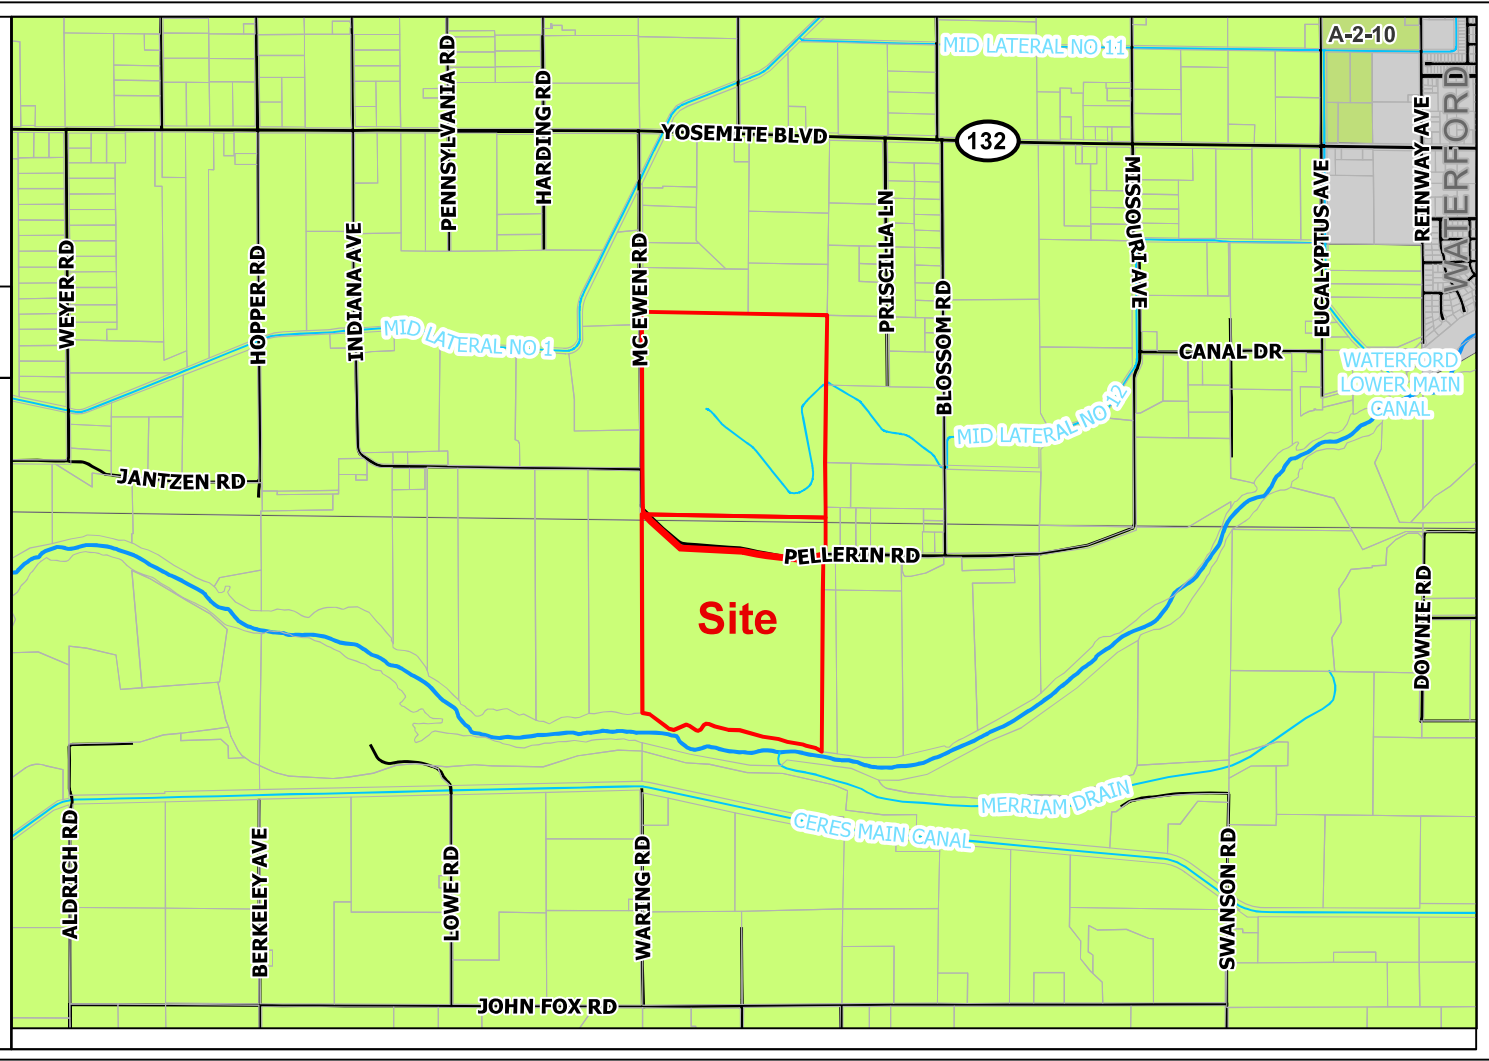 A-2-10
MID LATERAL NO 11
WATERFORD
PENNSYLVANIA RD
HARDING RD
YOSEMITE BLVD
132
REINWAY AVE
MISSOURI AVE
EUCALYPTUS AVE
PRISCILLA LN
WEYER RD
HOPPER RD
INDIANA AVE
MC EWEN RD
BLOSSOM RD
MID LATERAL NO 1
CANAL DR
WATERFORD
LOWER MAIN
CANAL
MID LATERAL NO 12
JANTZEN RD
PELLERIN RD
DOWNIE RD
Site
MERRIAM DRAIN
CERES MAIN CANAL
ALDRICH RD
BERKELEY AVE
LOWE RD
WARING RD
SWANSON RD
JOHN FOX RD